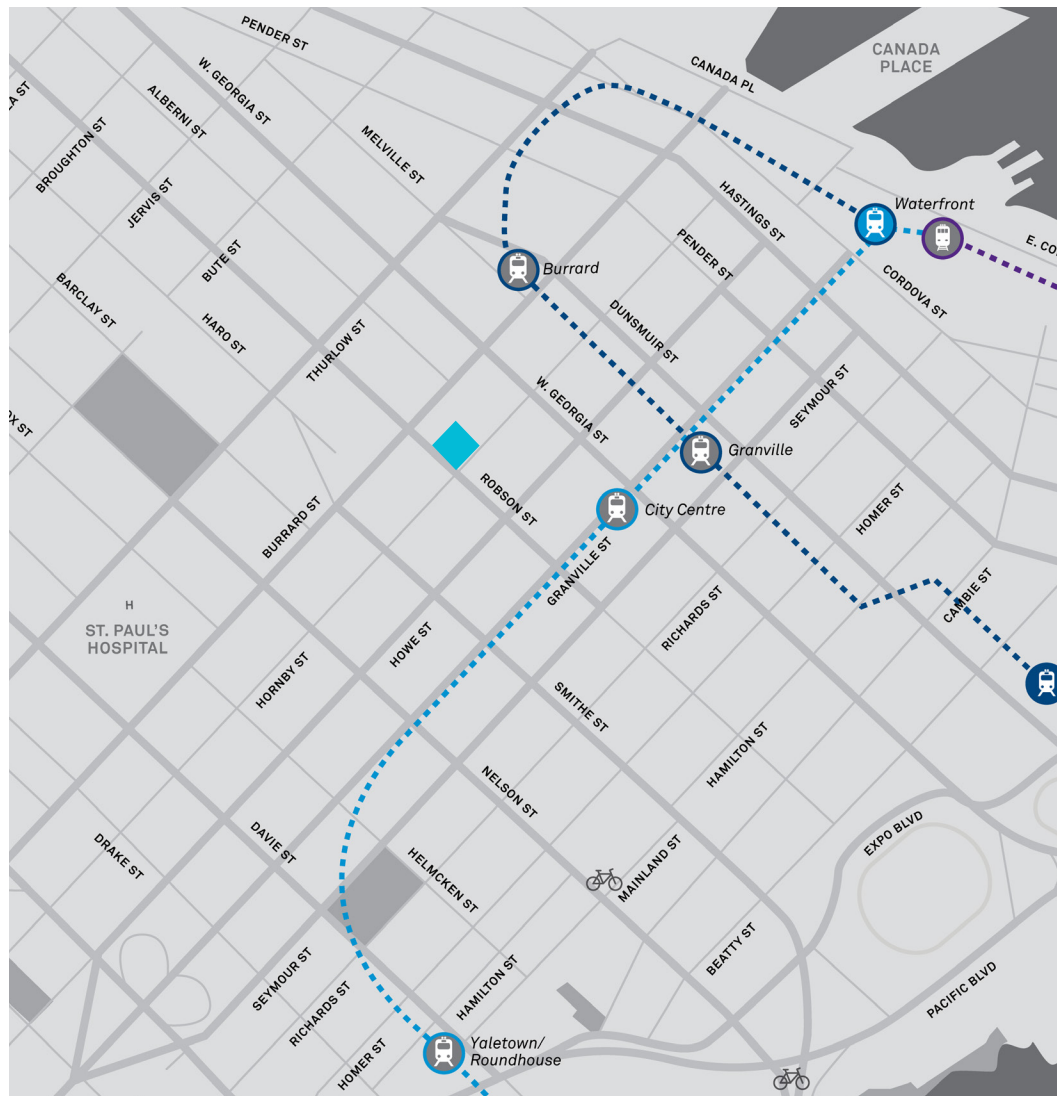 PENDER ST
CANADA
PLACE
W. GEORGIA ST
CANADA PL
ALBERNI ST
BROUGHTON ST
MELVILLE ST
JERVIS ST
HASTINGS ST
Waterfront
BUTE ST
PENDER ST
Burrard
CORDOVA ST
BARCLAY ST
HARO ST
THURLOW ST
DUNSMUIR ST
SEYMOUR ST
W. GEORGIA ST
Granville
ROBSON ST
City Centre
BURRARD ST
HOMER ST
GRANVILLE ST
CAMBIE ST
H
ST. PAUL'S
HOSPITAL
RICHARDS ST
HOWE ST
HORNBY ST
SMITHE ST
HAMILTON ST
NELSON ST
EXPO BLVD
DRAKE ST
DAVIE ST
HELMCKEN ST
MAINLAND ST
BEATTY ST
SEYMOUR ST
HAMILTON ST
PACIFIC BLVD
RICHARDS ST
HOMER ST
Yaletown/
Roundhouse